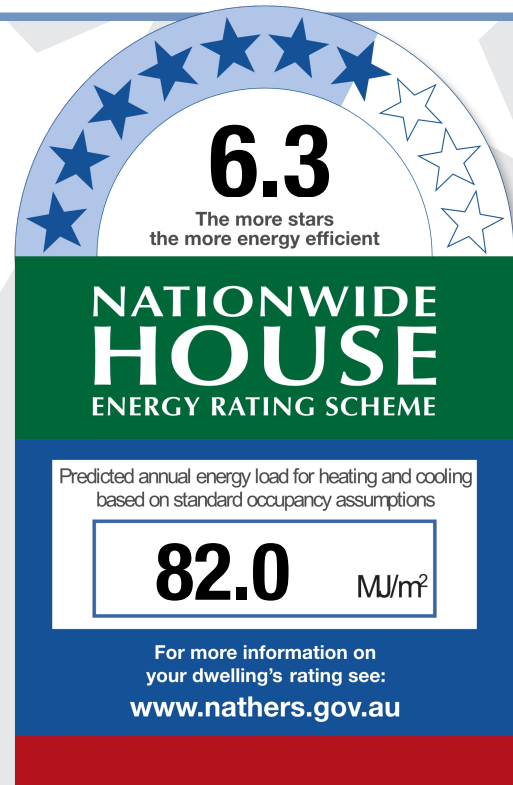 6.3
The more stars
the more energy efficient
NATIONWIDE
HOUSE
ENERGY RATING SCHEME
Predicted annual energy load for heating and cooling
based on standard occupancy assumptions
82.0 MJ/m²
For more information on
your dwelling's rating see:
www.nathers.gov.au